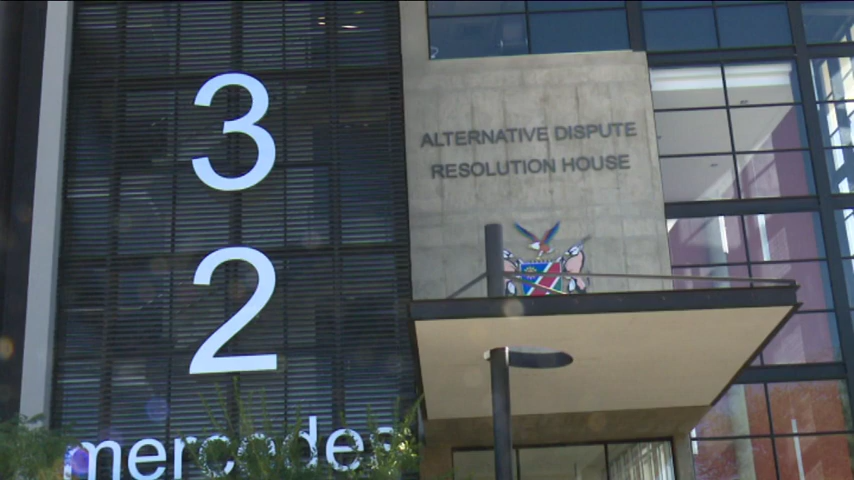 3
2
mercedes
ALTERNATIVE DISPUTE
RESOLUTION HOUSE